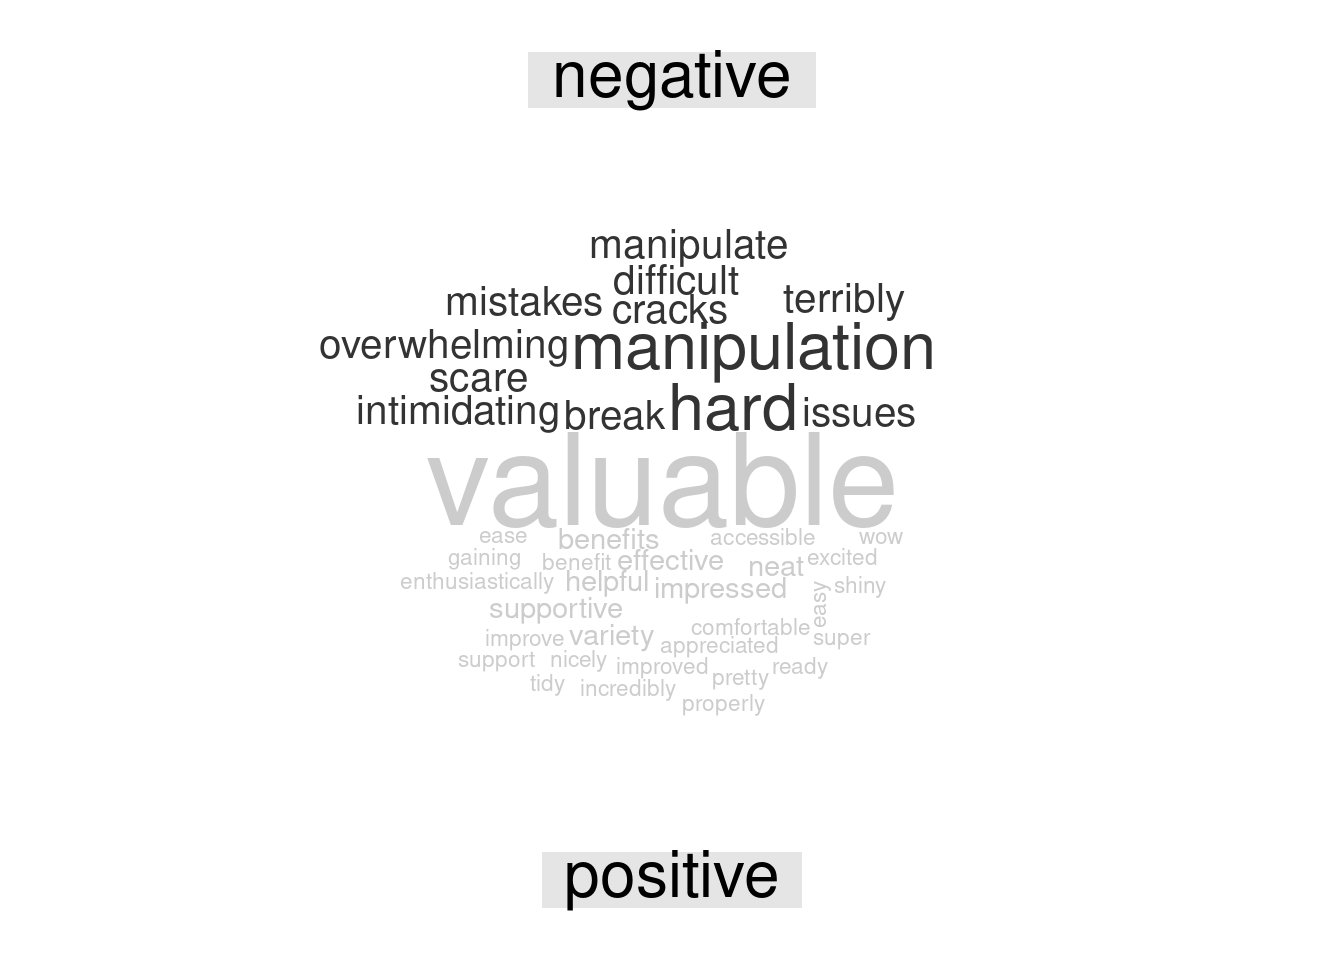 negative
manipulate
difficult
mistakes cracks terribly
overwhelming manipulation
scare
intimidating break hard issues
valuable
ease benefits accessible wow
gaining benefit effective neat excited
enthusiastically helpful impressed easy shiny
supportive
improve variety appreciated comfortable super
support nicely improved pretty ready
tidy incredibly
properly
positive